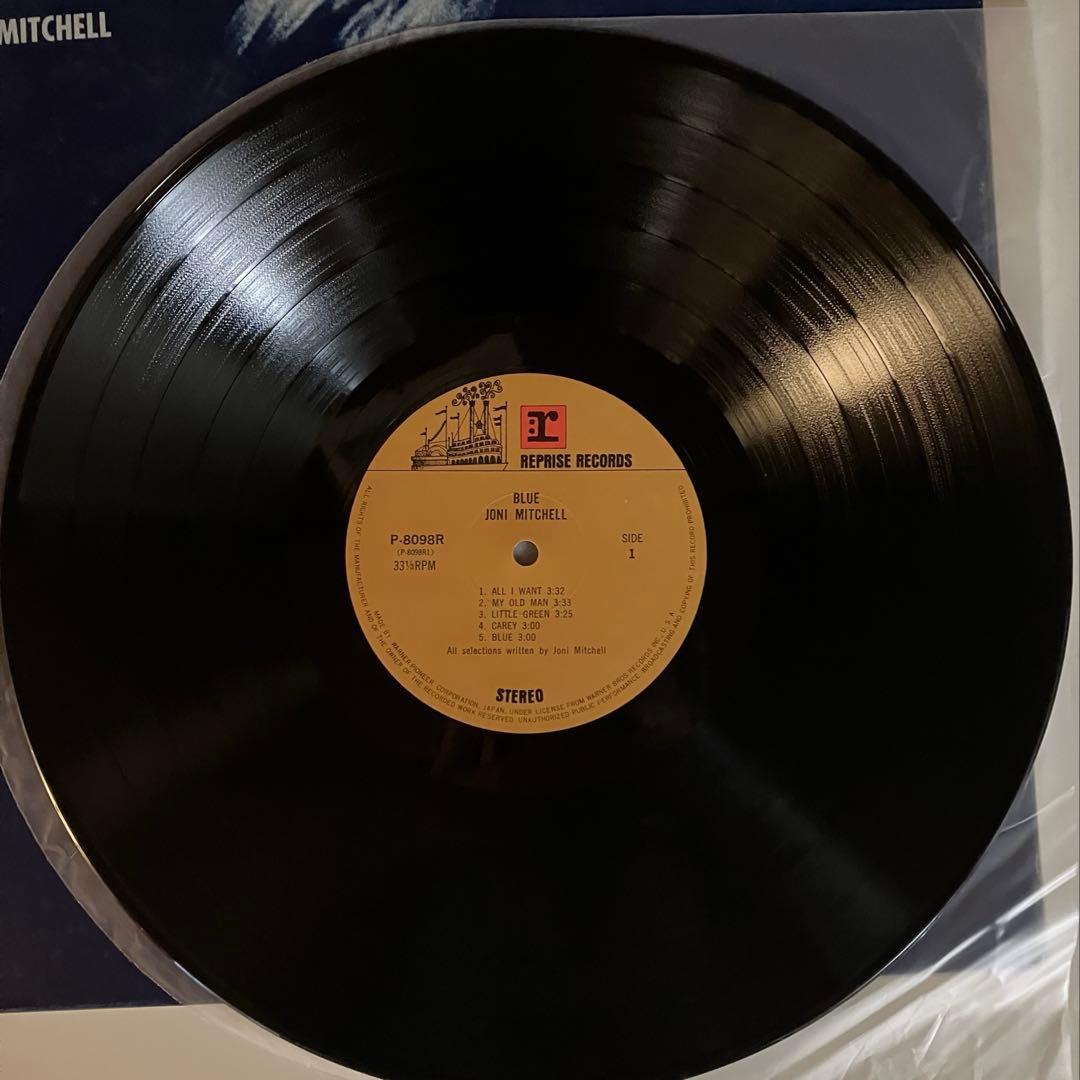 MITCHELL
r
REPRISE RECORDS
BLUE
JONI MITCHELL
P-8098R
(P-8098R1)
33⅓RPM
SIDE
1
1. ALL I WANT 3:32
2. MY OLD MAN 3:33
3. LITTLE GREEN 3:25
4. CAREY 3:00
5. BLUE 3:00
All selections written by Joni Mitchell
STEREO
MADE BY WARNER-PIONEER CORPORATION, JAPAN, UNDER LICENSE FROM WARNER BROS RECORDS INC., U.S.A.
ALL RIGHTS OF THE MANUFACTURER AND OF THE OWNER OF THE RECORDED WORK RESERVED. UNAUTHORIZED PUBLIC PERFORMANCE, BROADCASTING AND COPYING OF THIS RECORD PROHIBITED